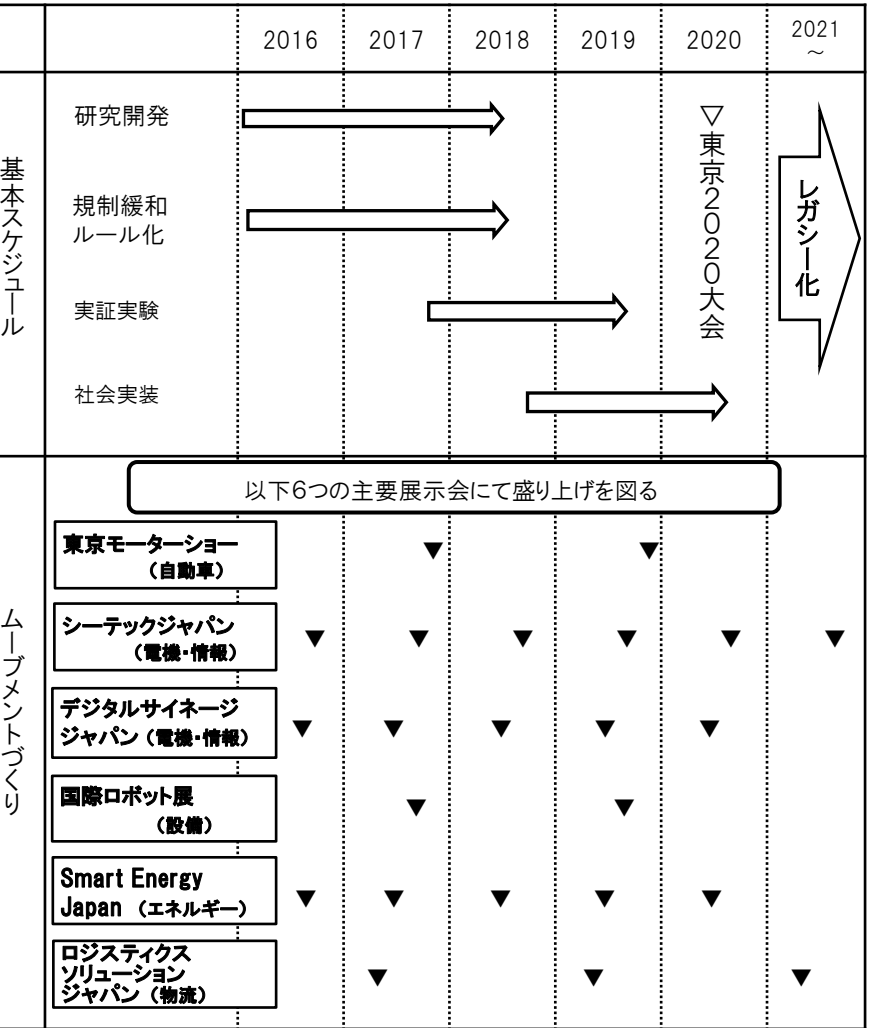 2016
2017
2018
2019
2020
2021
～
基本スケジュール
研究開発
規制緩和
ルール化
実証実験
社会実装
▽東京2020大会
レガシー化
ムーブメントづくり
以下6つの主要展示会にて盛り上げを図る
東京モーターショー
（自動車）
シーテックジャパン
（電機・情報）
デジタルサイネージ
ジャパン（電機・情報）
国際ロボット展
（設備）
Smart Energy
Japan （エネルギー）
ロジスティクス
ソリューション
ジャパン（物流）